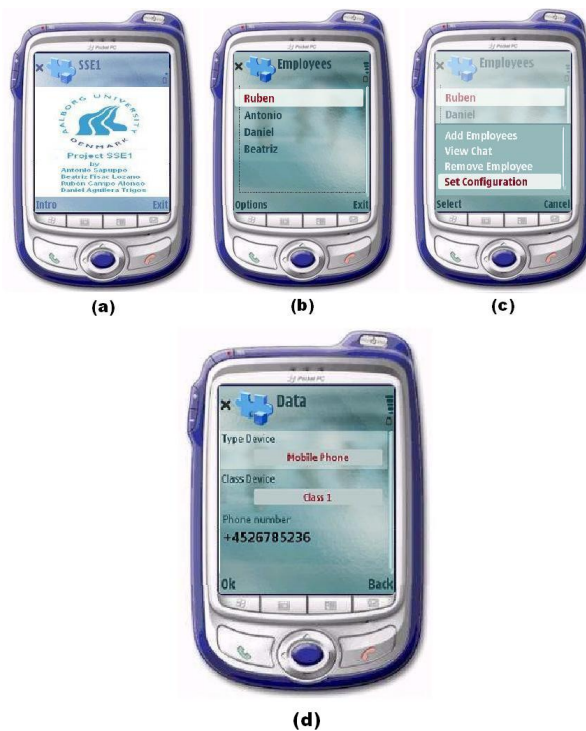 Pocket PC
SSE1
AALBORG UNIVERSITY
DENMARK
Project SSE1
by
Antonio Sapuppo
Beatriz Fisac Lozano
Rubén Campo Alonso
Daniel Aguilera Trigos
Intro Exit
(a)
Pocket PC
Employees
Ruben
Antonio
Daniel
Beatriz
Options Exit
(b)
Pocket PC
Employees
Ruben
Daniel
Add Employees
View Chat
Remove Employee
Set Configuration
Select Cancel
(c)
Pocket PC
Data
Type Device
Mobile Phone
Class Device
Class 1
Phone number
+4526785236
Ok Back
(d)